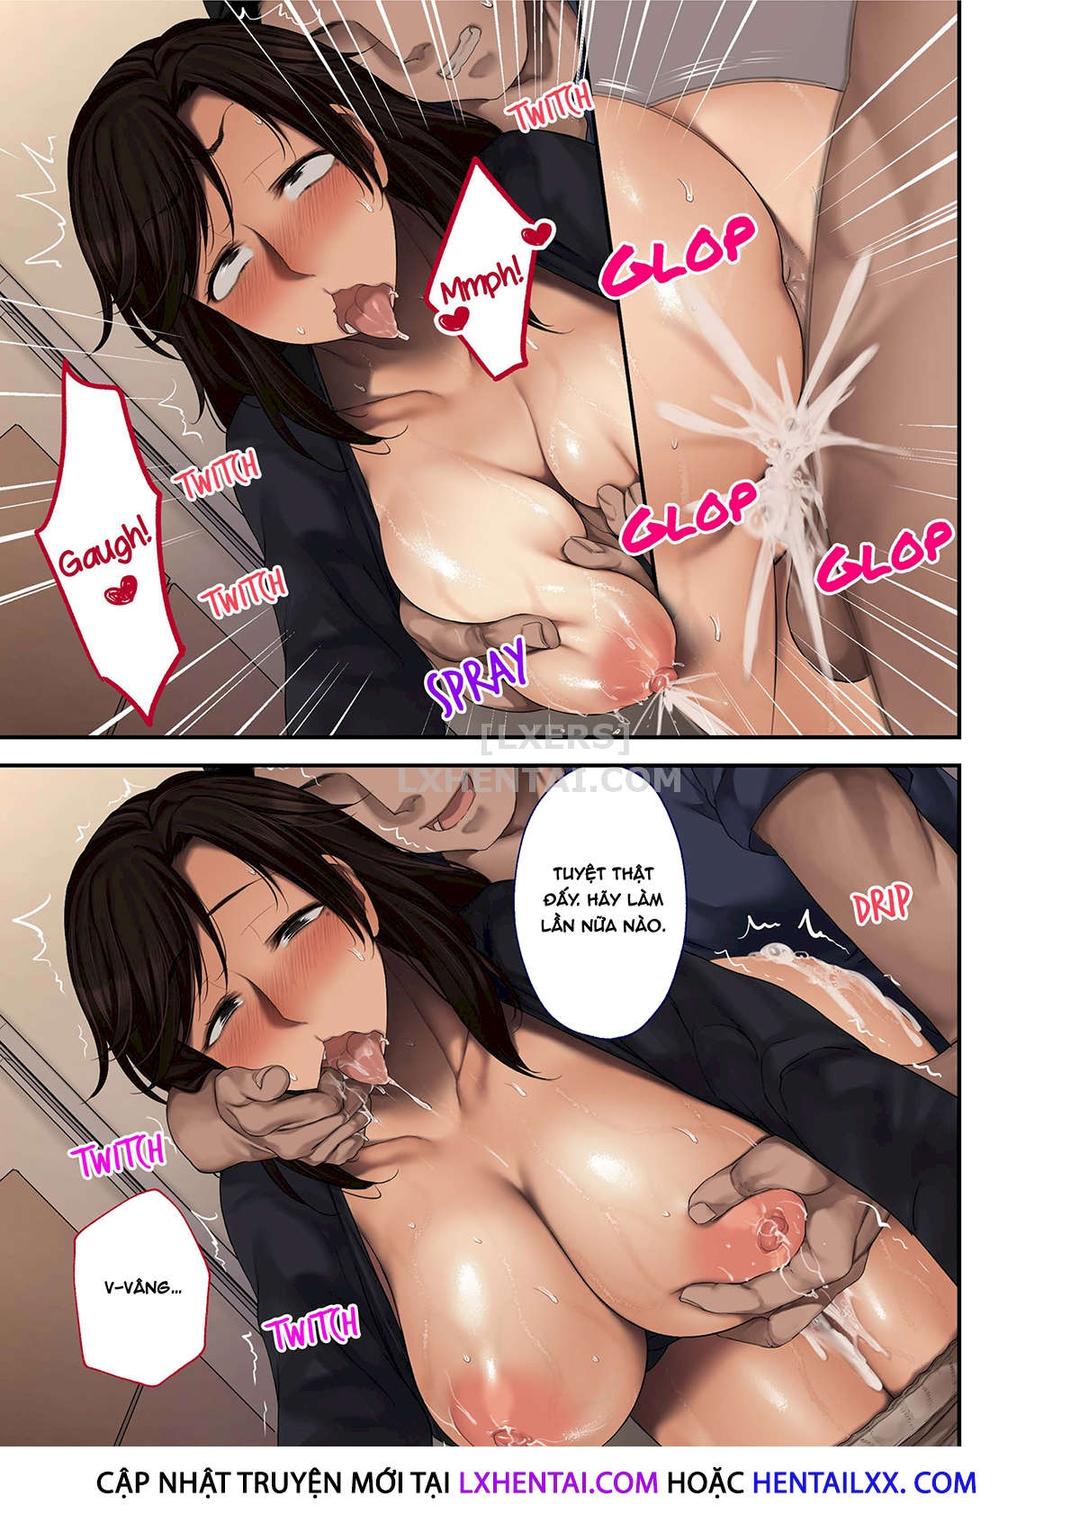 TWITCH
Mmph!
GLOP
TWITCH
Gaugh!
GLOP
GLOP
TWITCH
SPRAY
[LXERS]
LXHENTAI.COM
TUYỆT THẬT
ĐẤY. HÃY LÀM
LẦN NỮA NÀO.
DRIP
TWITCH
V-VÂNG...
TWITCH
CẬP NHẬT TRUYỆN MỚI TẠI LXHENTAI.COM HOẶC HENTAILXX. COM